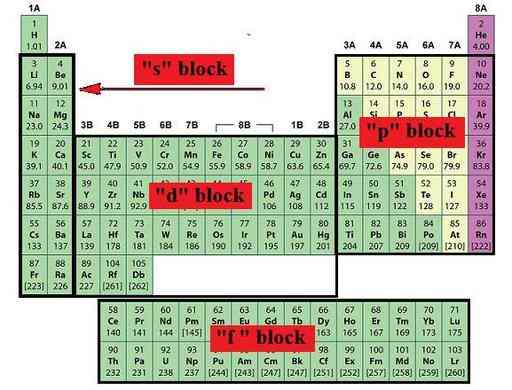 1A 8A
1 2
H He
1.01 2A 3A 4A 5A 6A 7A 4.00
3 4 "s" block 5 6 7 8 9 10
Li Be B C N O F Ne
6.94 9.01 10.8 12.0 14.0 16.0 19.0 20.2
11 12 13 14 15 16 17 18
Na Mg Al Si P S Cl Ar
23.0 24.3 3B 4B 5B 6B 7B 8B 1B 2B 27.0 "p" block 39.9
19 20 21 22 23 24 25 26 27 28 29 30 31 32 33 34 35 36
K Ca Sc Ti V Cr Mn Fe Co Ni Cu Zn Ga Ge As Se Br Kr
39.1 40.1 45.0 47.9 50.9 52.0 54.9 55.9 58.9 58.7 63.6 65.4 69.7 72.6 74.9 79.0 79.9 83.8
37 38 39 40 41 46 47 48 49 50 51 52 53 54
Rb Sr Y Zr Nb "d" block Pd Ag Cd In Sn Sb Te I Xe
85.5 87.6 88.9 91.2 92.9 106 108 112 115 119 122 128 127 133
55 56 57 72 73 74 75 76 77 78 79 80 81 82 83 84 85 86
Cs Ba La Hf Ta W Re Os Ir Pt Au Hg Tl Pb Bi Po At Rn
133 137 139 178 181 184 186 190 192 195 197 201 204 207 209 [209] [210] [222]
87 88 89 104 105
Fr Ra Ac Rf Db
[223] 226 227 [261] [262]
58 59 60 61 62 63 64 65 66 67 68 69 70 71
Ce Pr Nd Pm Sm Eu Gd Tb Dy Ho Er Tm Yb Lu
140 141 144 [145] "f" block 163 165 167 169 173 175
90 91 92 93 98 99 100 101 102 103
Th Pa U Np Pu Am Cm Bk Cf Es Fm Md No Lr
232 231 238 237 [244] [243] [247] [247] [251] [252] [257] [258] [259] [260]